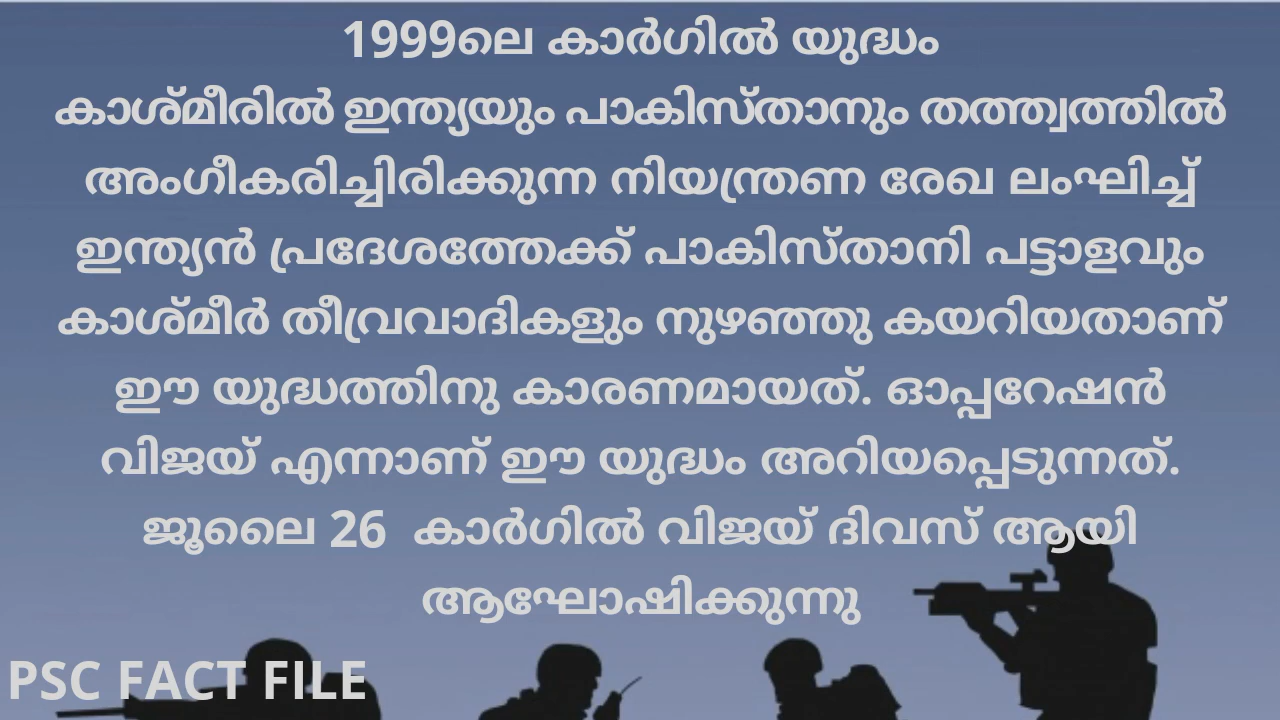 1999ലെ കാർഗിൽ യുദ്ധം
കാശ്മീരിൽ ഇന്ത്യയും പാകിസ്താനും തത്ത്വത്തിൽ
അംഗീകരിച്ചിരിക്കുന്ന നിയന്ത്രണ രേഖ ലംഘിച്ച്
ഇന്ത്യൻ പ്രദേശത്തേക്ക് പാകിസ്താനി പട്ടാളവും
കാശ്മീർ തീവ്രവാദികളും നുഴഞ്ഞു കയറിയതാണ്
ഈ യുദ്ധത്തിനു കാരണമായത്. ഓപ്പറേഷൻ
വിജയ് എന്നാണ് ഈ യുദ്ധം അറിയപ്പെടുന്നത്.
ജൂലൈ 26 കാർഗിൽ വിജയ് ദിവസ് ആയി
ആഘോഷിക്കുന്നു
PSC FACT FILE